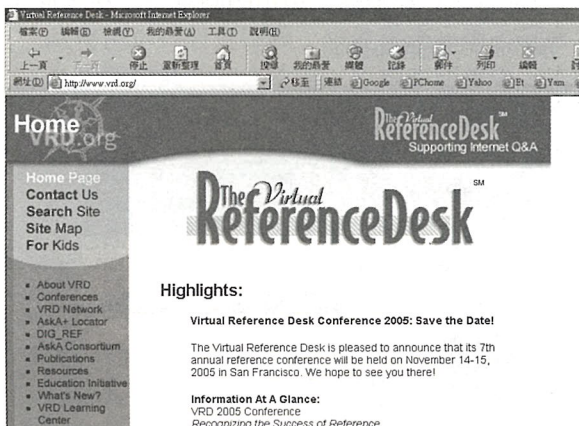 Virtual Reference Desk - Microsoft Internet Explorer
檔案(F) 編輯(E) 檢視(V) 我的最愛(A) 工具(T) 說明(H)
上一頁 下一頁 停止 重新整理 首頁 搜尋 我的最愛 媒體 記錄 郵件 列印 編輯
網址(D) http://www.vrd.org/ 移至 連結 Google PChome Yahoo Et Yam
Home
VRD.org
The Virtual
ReferenceDesk SM
Supporting Internet Q&A
Home Page
Contact Us
Search Site
Site Map
For Kids
The Virtual SM
ReferenceDesk
About VRD
Conferences
VRD Network
AskA+ Locator
DIG_REF
AskA Consortium
Publications
Resources
Education Initiative
What's New?
VRD Learning
Center
Highlights:
Virtual Reference Desk Conference 2005: Save the Date!
The Virtual Reference Desk is pleased to announce that its 7th
annual reference conference will be held on November 14-15,
2005 in San Francisco. We hope to see you there!
Information At A Glance:
VRD 2005 Conference
Recognizing the Success of Reference